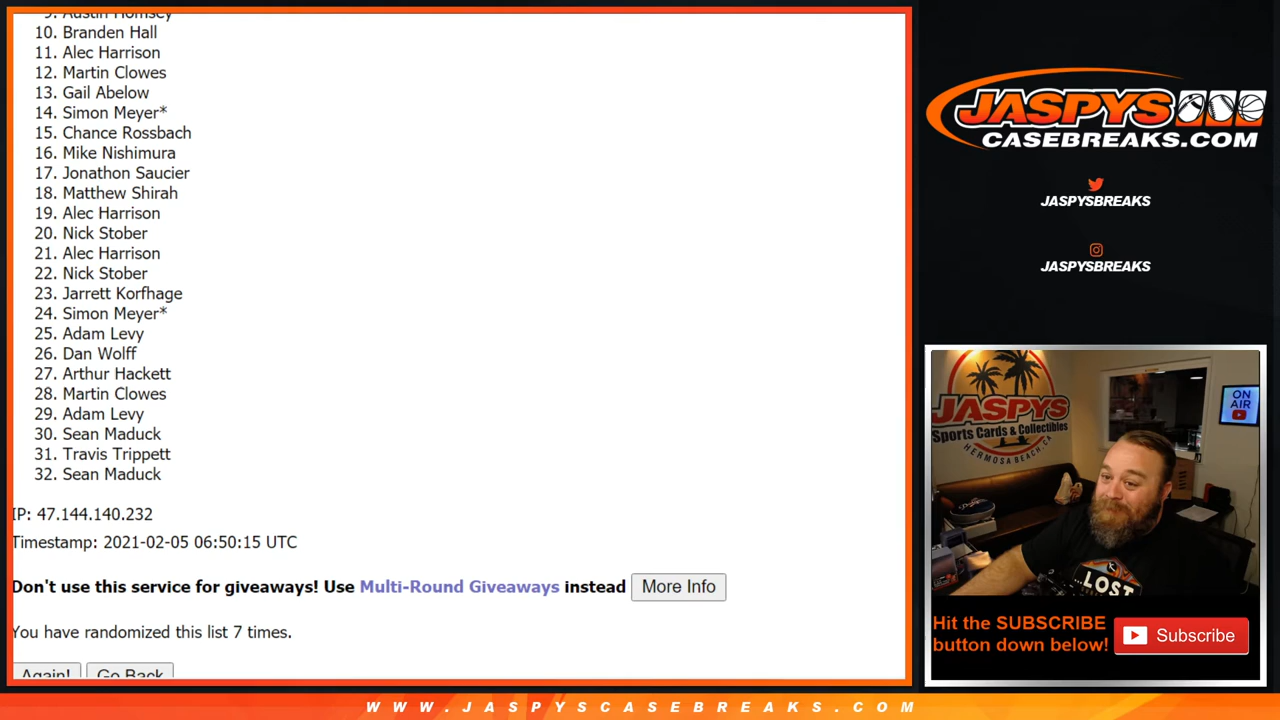 9. Austin Homsey
10. Branden Hall
11. Alec Harrison
12. Martin Clowes
13. Gail Abelow
14. Simon Meyer*
15. Chance Rossbach
16. Mike Nishimura
17. Jonathon Saucier
18. Matthew Shirah
19. Alec Harrison
20. Nick Stober
21. Alec Harrison
22. Nick Stober
23. Jarrett Korfhage
24. Simon Meyer*
25. Adam Levy
26. Dan Wolff
27. Arthur Hackett
28. Martin Clowes
29. Adam Levy
30. Sean Maduck
31. Travis Trippett
32. Sean Maduck
IP: 47.144.140.232
Timestamp: 2021-02-05 06:50:15 UTC
Don't use this service for giveaways! Use Multi-Round Giveaways instead More Info
You have randomized this list 7 times.
Again! Go Back
JASPYS
CASEBREAKS.COM
JASPYSBREAKS
JASPYSBREAKS
JASPYS
Sports Cards & Collectibles
HERMOSA BEACH, CA
ON
AIR
...LOST
Hit the SUBSCRIBE
button down below!
Subscribe
WWW.JASPYSCASEBREAKS.COM